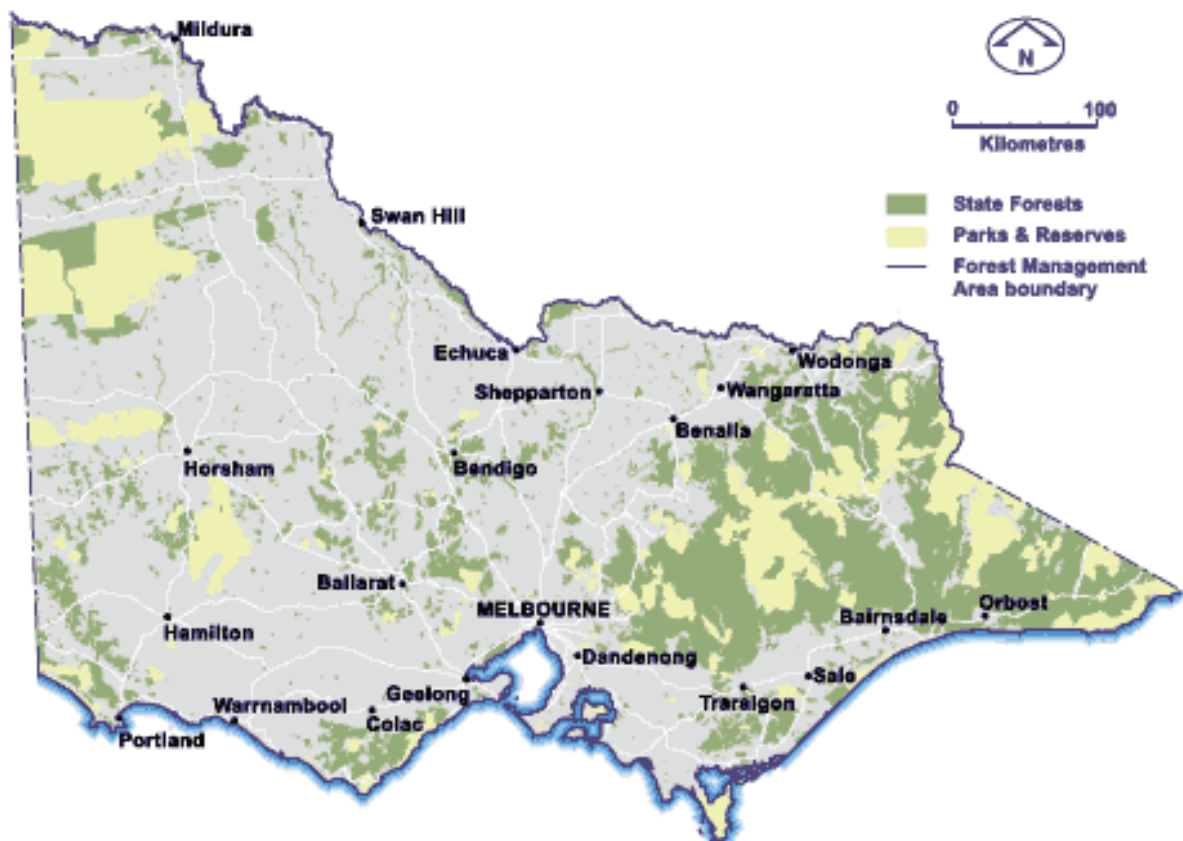 Mildura
N
0 100
Kilometres
Swan Hill
State Forests
Parks & Reserves
Forest Management
Area boundary
Echuca
Wodonga
Shepparton
Wangaratta
Benalla
Horsham
Bendigo
Ballarat
MELBOURNE
Hamilton
Bairnsdale
Orbost
Dandenong
Sale
Geelong
Traralgon
Warrnambool
Colac
Portland